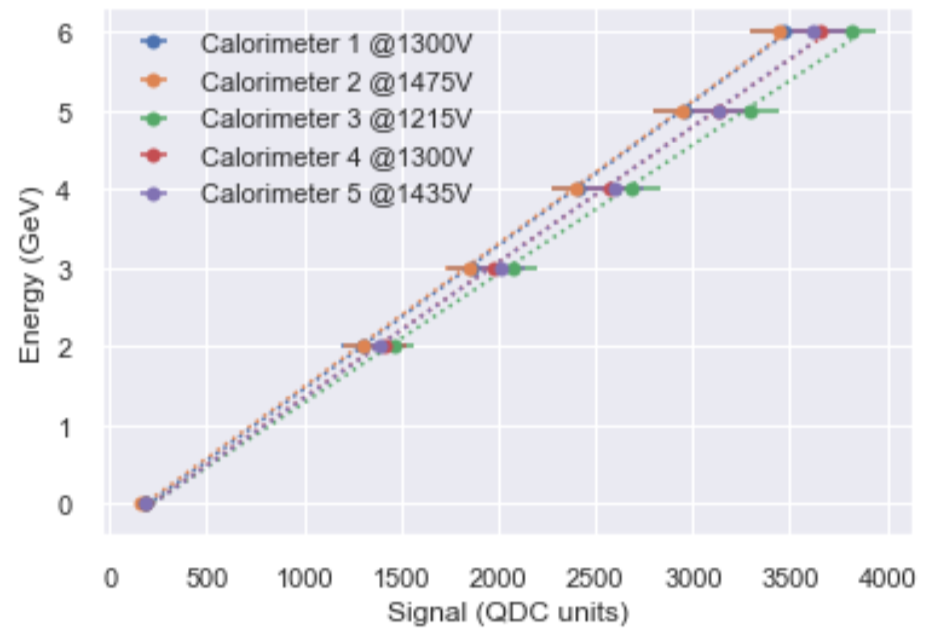 6
5
4
3
2
1
0
Energy (GeV)
Calorimeter 1 @1300V
Calorimeter 2 @1475V
Calorimeter 3 @1215V
Calorimeter 4 @1300V
Calorimeter 5 @1435V
0 500 1000 1500 2000 2500 3000 3500 4000
Signal (QDC units)